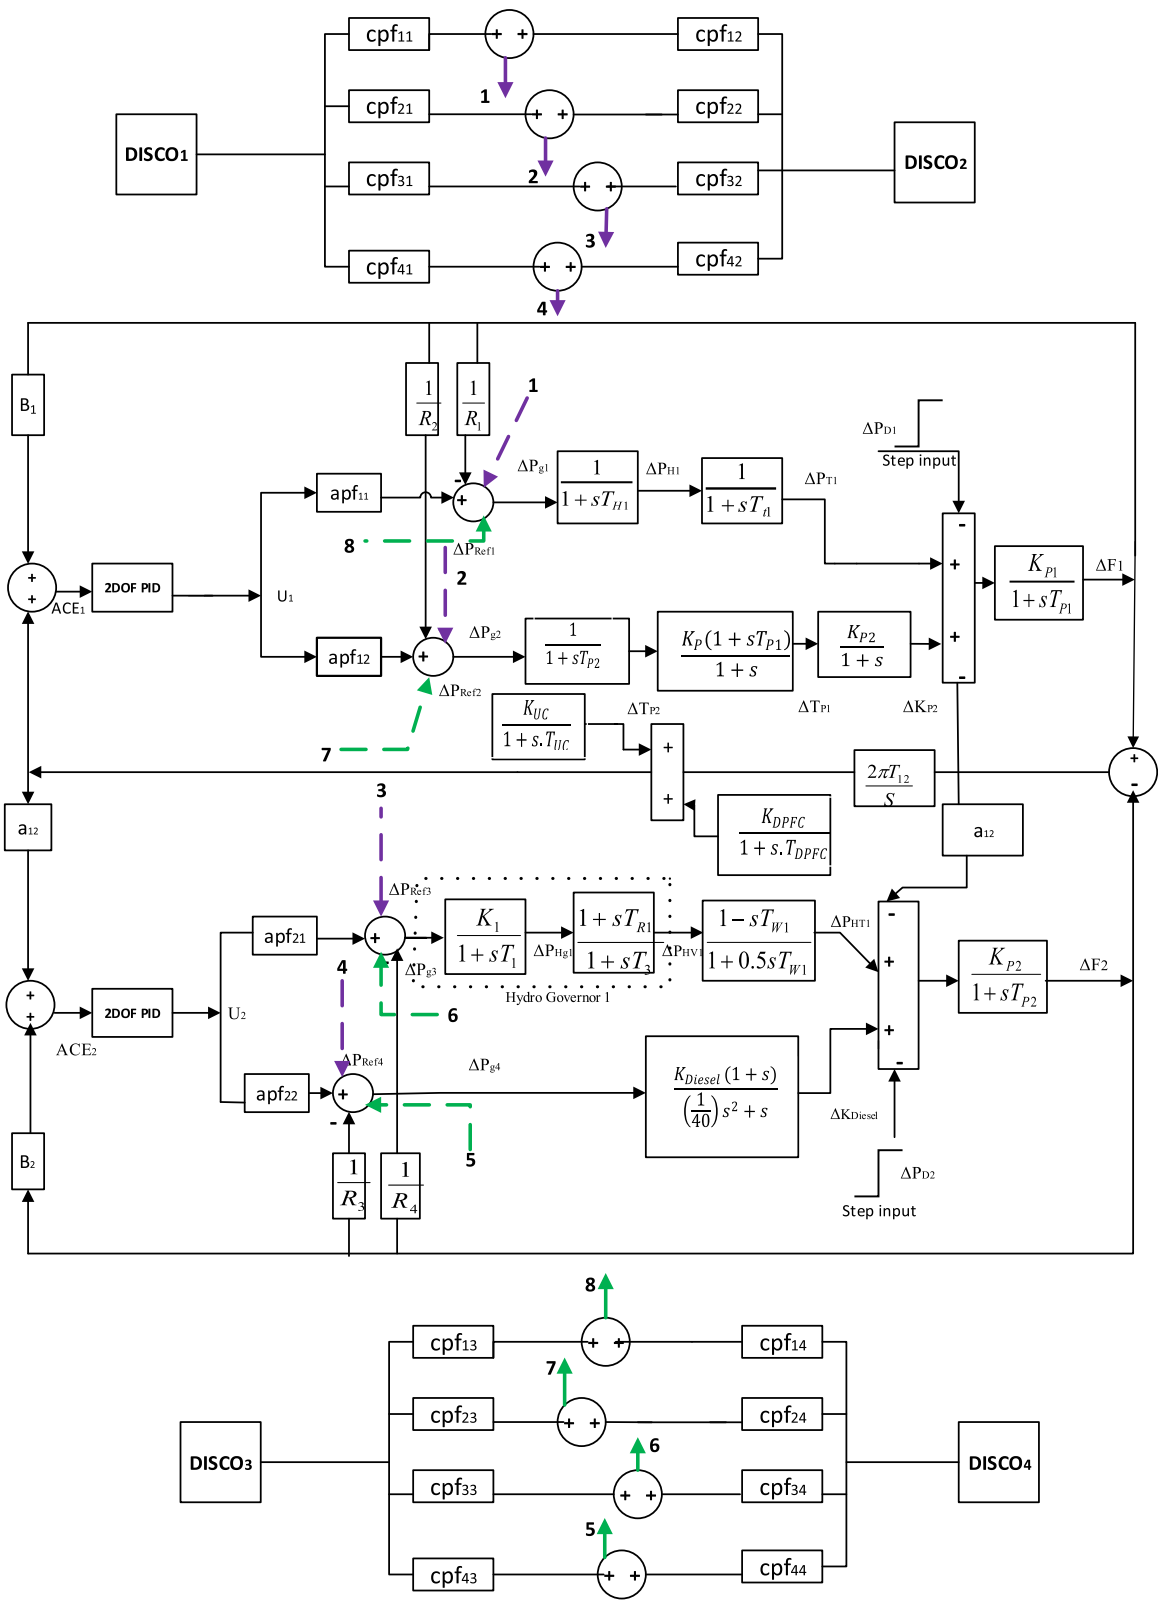 cpf11
+ +
cpf12
1
cpf21
+ +
cpf22
DISCO1
DISCO2
2
cpf31
+ +
cpf32
3
cpf41
+ +
cpf42
4
B1
1/R2
1/R1
1
ΔPD1
Step input
-
apf11
+
ΔPg1
1/(1+sTH1)
ΔPH1
1/(1+sTt1)
ΔPT1
-
+
+
-
8
ΔPRef1
2
KP1/(1+sTP1)
ΔF1
+
+
ACE1
2DOF PID
U1
apf12
+
ΔPg2
1/(1+sTP2)
KP(1+sTP1)/(1+s)
KP2/(1+s)
ΔPRef2
7
KUC/(1+s.TUC)
ΔTP2
ΔTP1
ΔKP2
+
+
2πT12/S
+
-
3
KDPFC/(1+s.TDPFC)
a12
a12
ΔPRef3
apf21
+
-
ΔPg3
K1/(1+sT1)
ΔPHg1
(1+sTR1)/(1+sT3)
ΔPHV1
(1-sTW1)/(1+0.5sTW1)
ΔPHT1
-
+
+
-
KP2/(1+sTP2)
ΔF2
Hydro Governor 1
4
6
+
+
ACE2
2DOF PID
U2
ΔPRef4
apf22
+
-
ΔPg4
KDiesel(1+s)/((1/40)s²+s)
ΔKDiesel
5
B2
1/R3
1/R4
ΔPD2
Step input
8
cpf13
+ +
cpf14
7
cpf23
+ +
cpf24
6
DISCO3
DISCO4
cpf33
+ +
cpf34
5
cpf43
+ +
cpf44